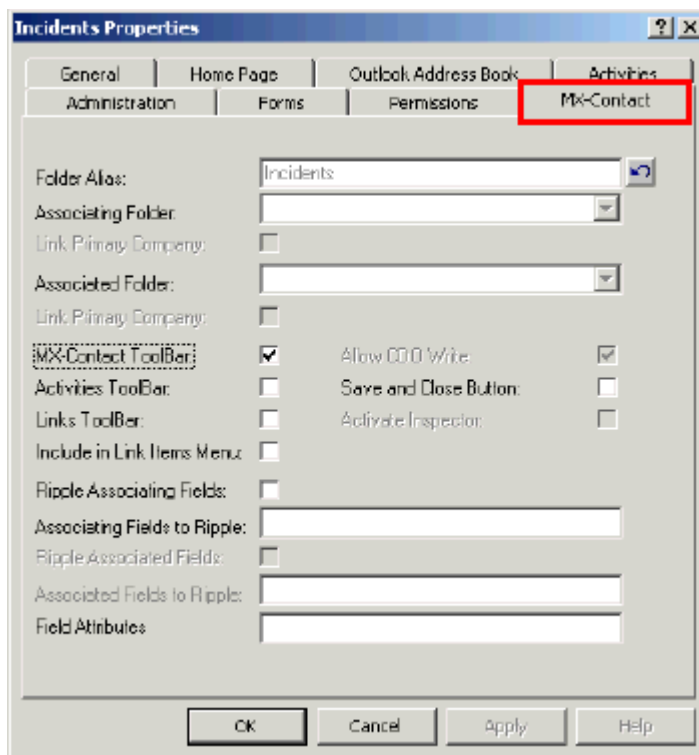 Incidents Properties
General Home Page Outlook Address Book Activities
Administration Forms Permissions MX-Contact
Folder Alias: Incidents
Associating Folder:
Link Primary Company:
Associated Folder:
Link Primary Company:
MX-Contact ToolBar: Allow CDO Write
Activities ToolBar: Save and Close Button:
Links ToolBar: Activate Inspector
Include in Link Items Menu:
Ripple Associating Fields:
Associating Fields to Ripple:
Ripple Associated Fields:
Associated Fields to Ripple:
Field Attributes
OK Cancel Apply Help